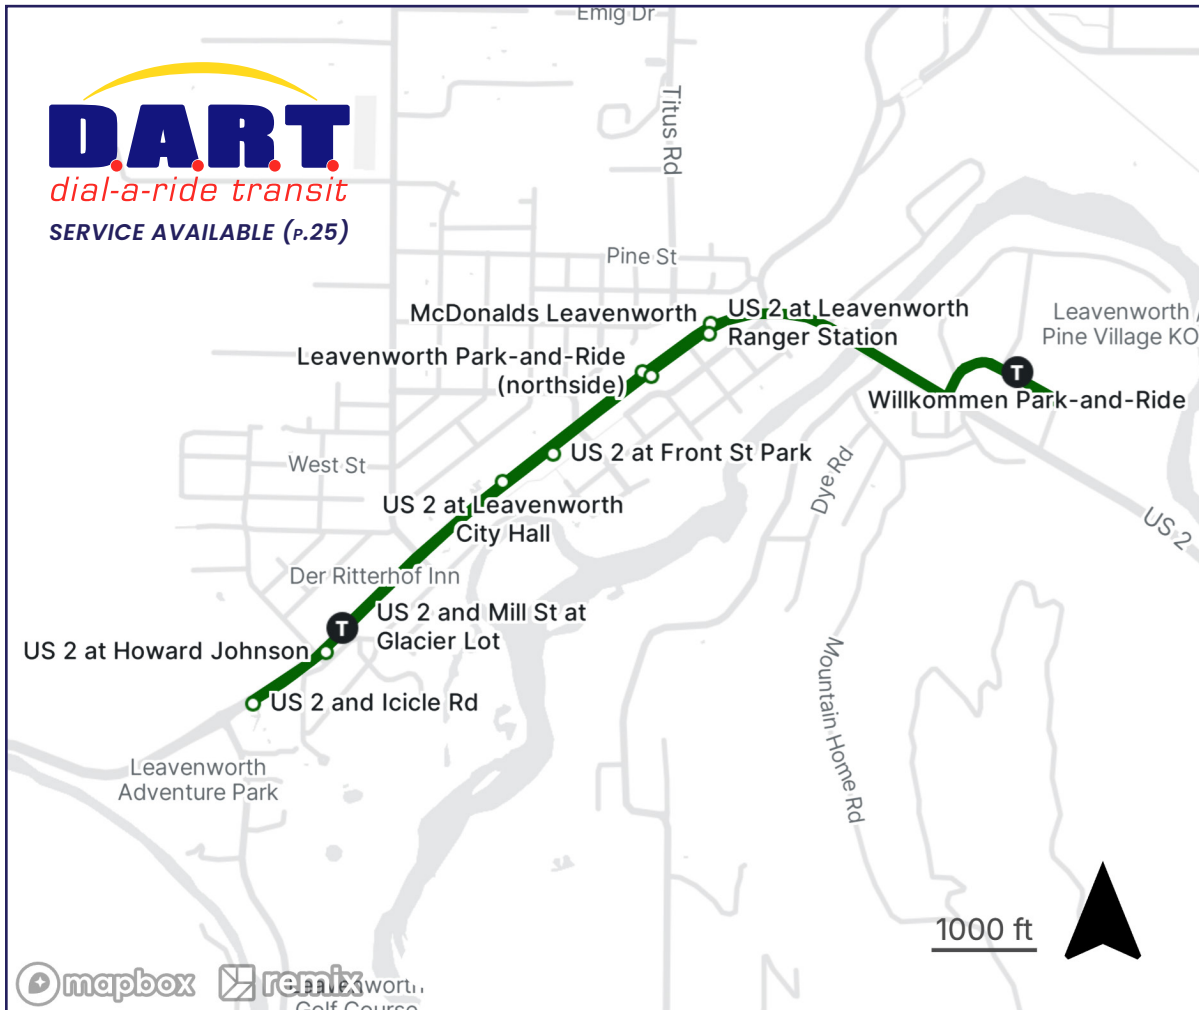 Emig Dr
Titus Rd
D.A.R.T.
dial-a-ride transit
SERVICE AVAILABLE (P.25)
Pine St
McDonalds Leavenworth
US 2 at Leavenworth
Ranger Station
Leavenworth
Pine Village KO
Leavenworth Park-and-Ride
(northside)
T
Willkommen Park-and-Ride
US 2 at Front St Park
West St
Dye Rd
US 2 at Leavenworth
City Hall
US 2
Der Ritterhof Inn
T
US 2 and Mill St at
Glacier Lot
US 2 at Howard Johnson
US 2 and Icicle Rd
Mountain Home Rd
Leavenworth
Adventure Park
1000 ft
N
mapbox
remix
Leavenworth
Golf Course